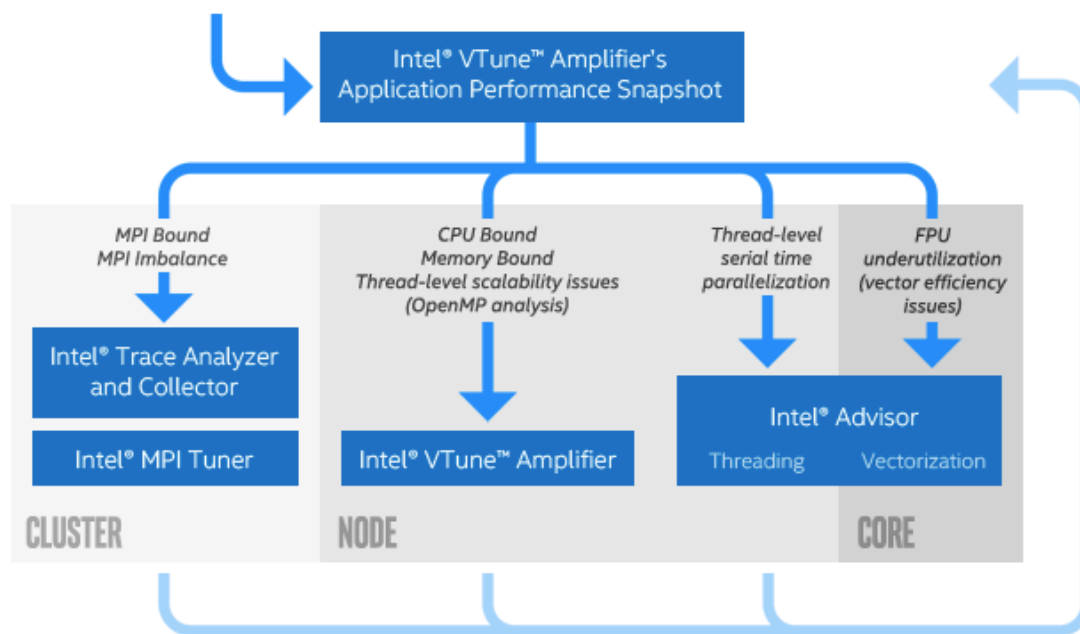 Intel® VTune™ Amplifier's
Application Performance Snapshot
MPI Bound
MPI Imbalance
CPU Bound
Memory Bound
Thread-level scalability issues
(OpenMP analysis)
Thread-level
serial time
parallelization
FPU
underutilization
(vector efficiency
issues)
Intel® Trace Analyzer
and Collector
Intel® MPI Tuner
Intel® VTune™ Amplifier
Intel® Advisor
Threading
Vectorization
CLUSTER
NODE
CORE